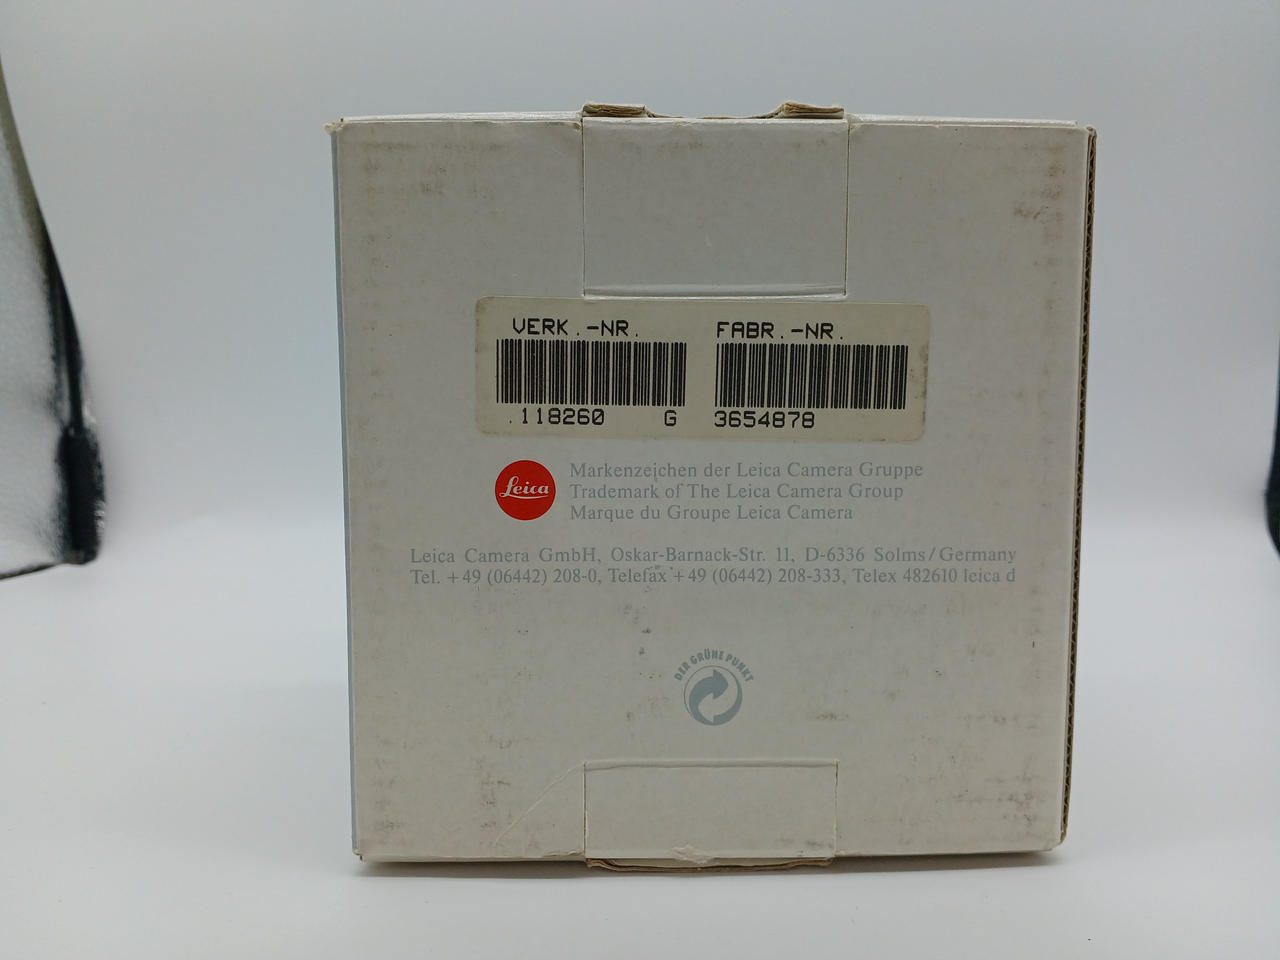 VERK.-NR. FABR.-NR.
.118260 G 3654878
Leica
Markenzeichen der Leica Camera Gruppe
Trademark of The Leica Camera Group
Marque du Groupe Leica Camera
Leica Camera GmbH, Oskar-Barnack-Str. 11, D-6336 Solms/Germany
Tel. +49 (06442) 208-0, Telefax +49 (06442) 208-333, Telex 482610 leica d
DER GRÜNE PUNKT